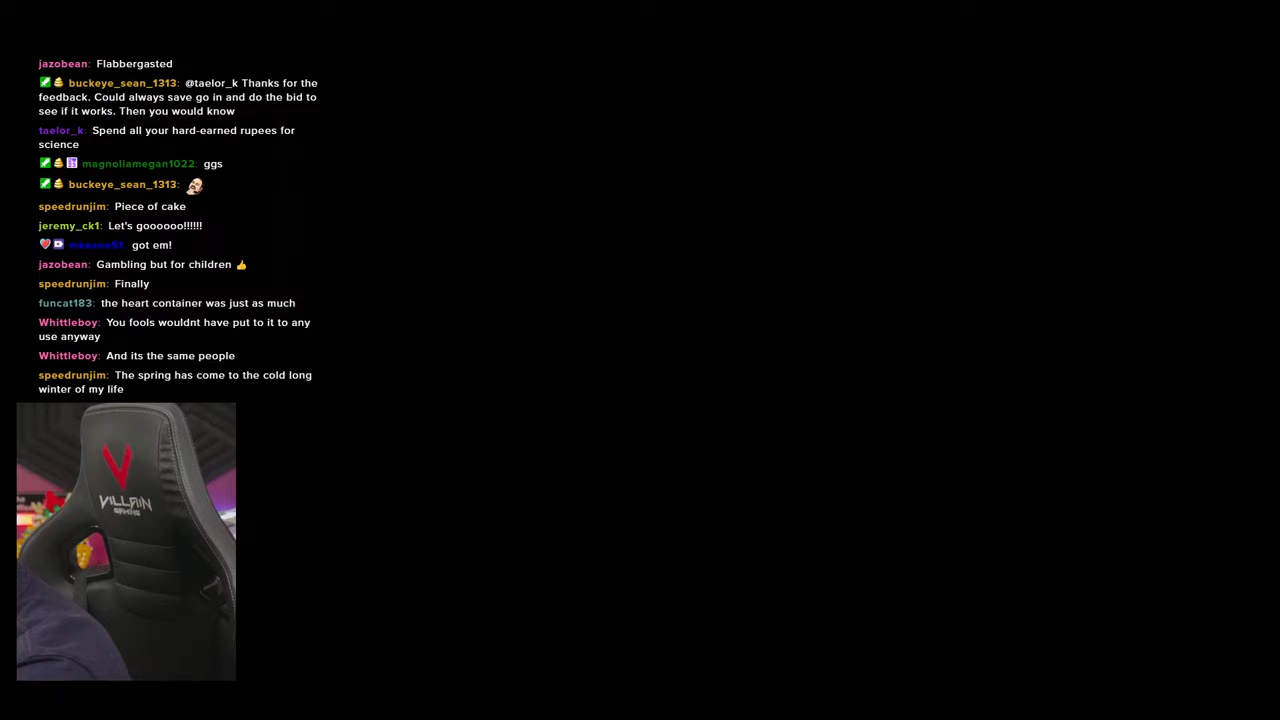 jazobean: Flabbergasted
buckeye_sean_1313: @taelor_k Thanks for the
feedback. Could always save go in and do the bid to
see if it works. Then you would know
taelor_k: Spend all your hard-earned rupees for
science
magnoliamegan1022: ggs
buckeye_sean_1313:
speedrunjim: Piece of cake
jeremy_ck1: Let's goooooo!!!!!!
got em!
jazobean: Gambling but for children 👍
speedrunjim: Finally
funcat183: the heart container was just as much
Whittleboy: You fools wouldnt have put to it to any
use anyway
Whittleboy: And its the same people
speedrunjim: The spring has come to the cold long
winter of my life
V
VILLAIN
GAMING